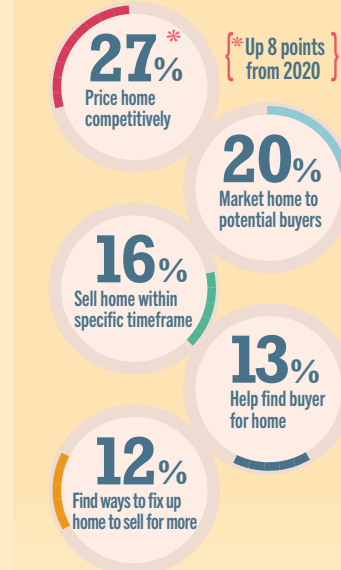 27%*
Price home
competitively
{*Up 8 points
from 2020}
20%
Market home to
potential buyers
16%
Sell home within
specific timeframe
13%
Help find buyer
for home
12%
Find ways to fix up
home to sell for more